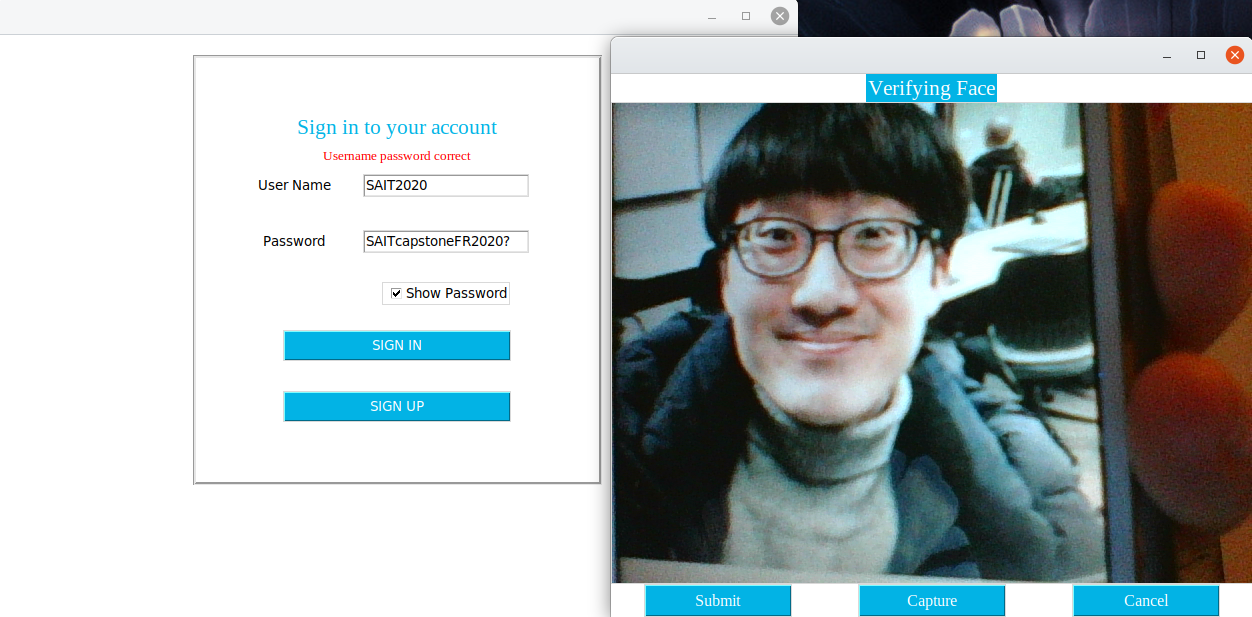 Sign in to your account
Username password correct
User Name SAIT2020
Password SAITcapstoneFR2020?
Show Password
SIGN IN
SIGN UP
Verifying Face
Submit Capture Cancel